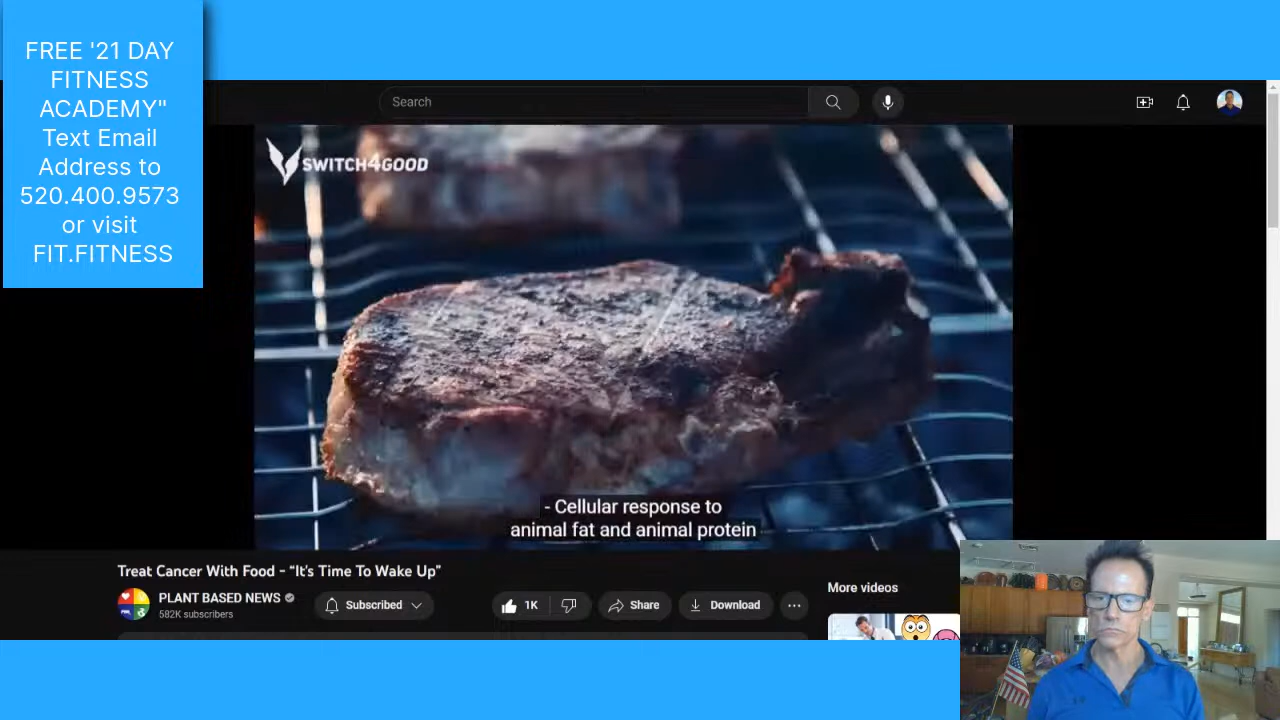 FREE '21 DAY
FITNESS
ACADEMY"
Text Email
Address to
520.400.9573
or visit
FIT.FITNESS
Search
SWITCH4GOOD
- Cellular response to
animal fat and animal protein
Treat Cancer With Food - “It's Time To Wake Up”
PLANT BASED NEWS
582K subscribers
Subscribed
1K
Share
Download
More videos